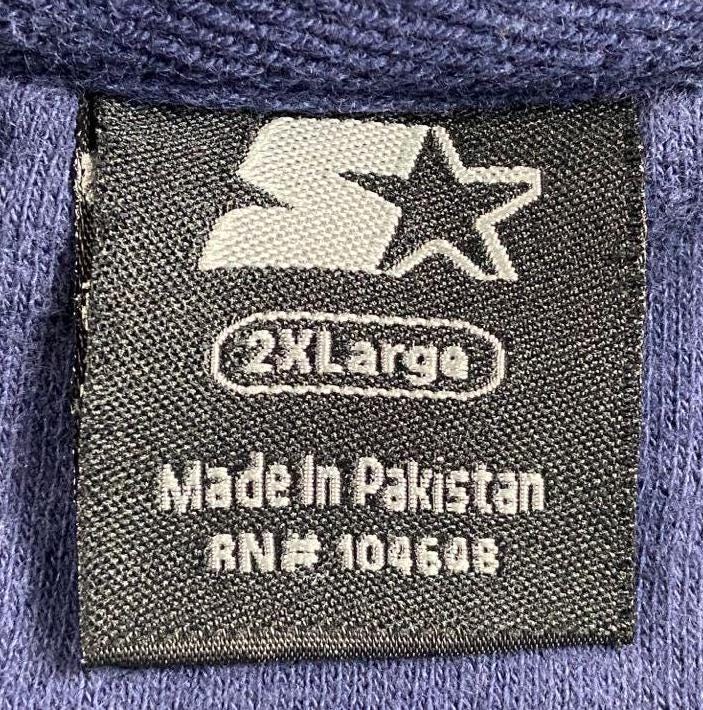 2XLarge
Made In Pakistan
RN# 104648